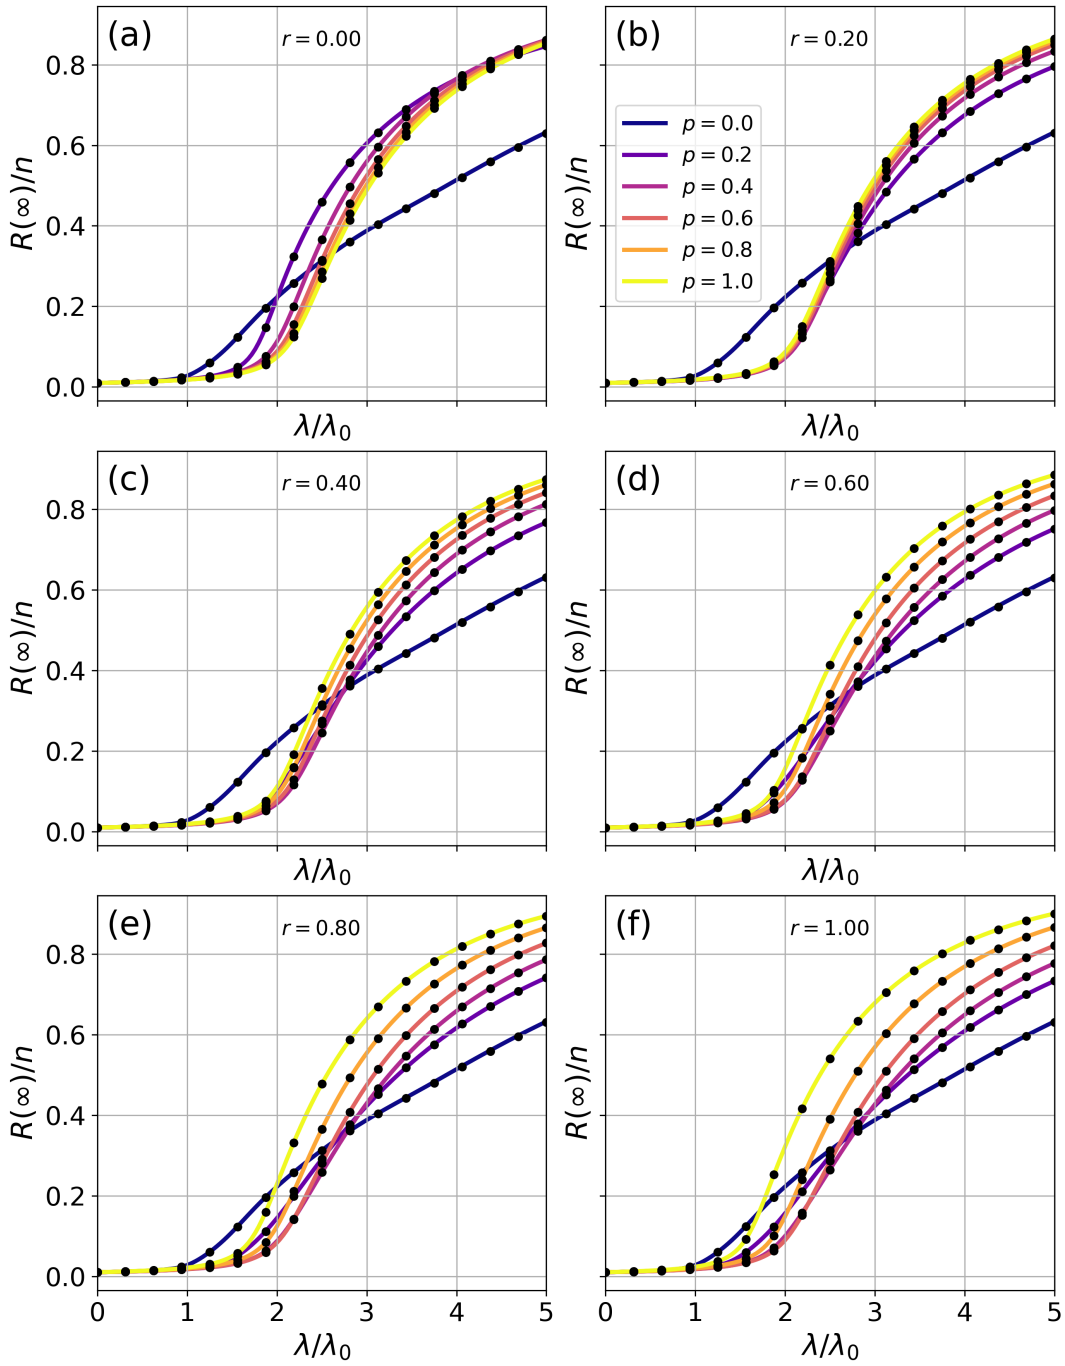 (a)
r = 0.00
0.8
0.6
0.4
0.2
0.0
R(∞)/n
λ/λ₀
(b)
r = 0.20
p = 0.0
p = 0.2
p = 0.4
p = 0.6
p = 0.8
p = 1.0
R(∞)/n
λ/λ₀
(c)
r = 0.40
0.8
0.6
0.4
0.2
0.0
R(∞)/n
λ/λ₀
(d)
r = 0.60
R(∞)/n
λ/λ₀
(e)
r = 0.80
0.8
0.6
0.4
0.2
0.0
R(∞)/n
0 1 2 3 4 5
λ/λ₀
(f)
r = 1.00
R(∞)/n
0 1 2 3 4 5
λ/λ₀